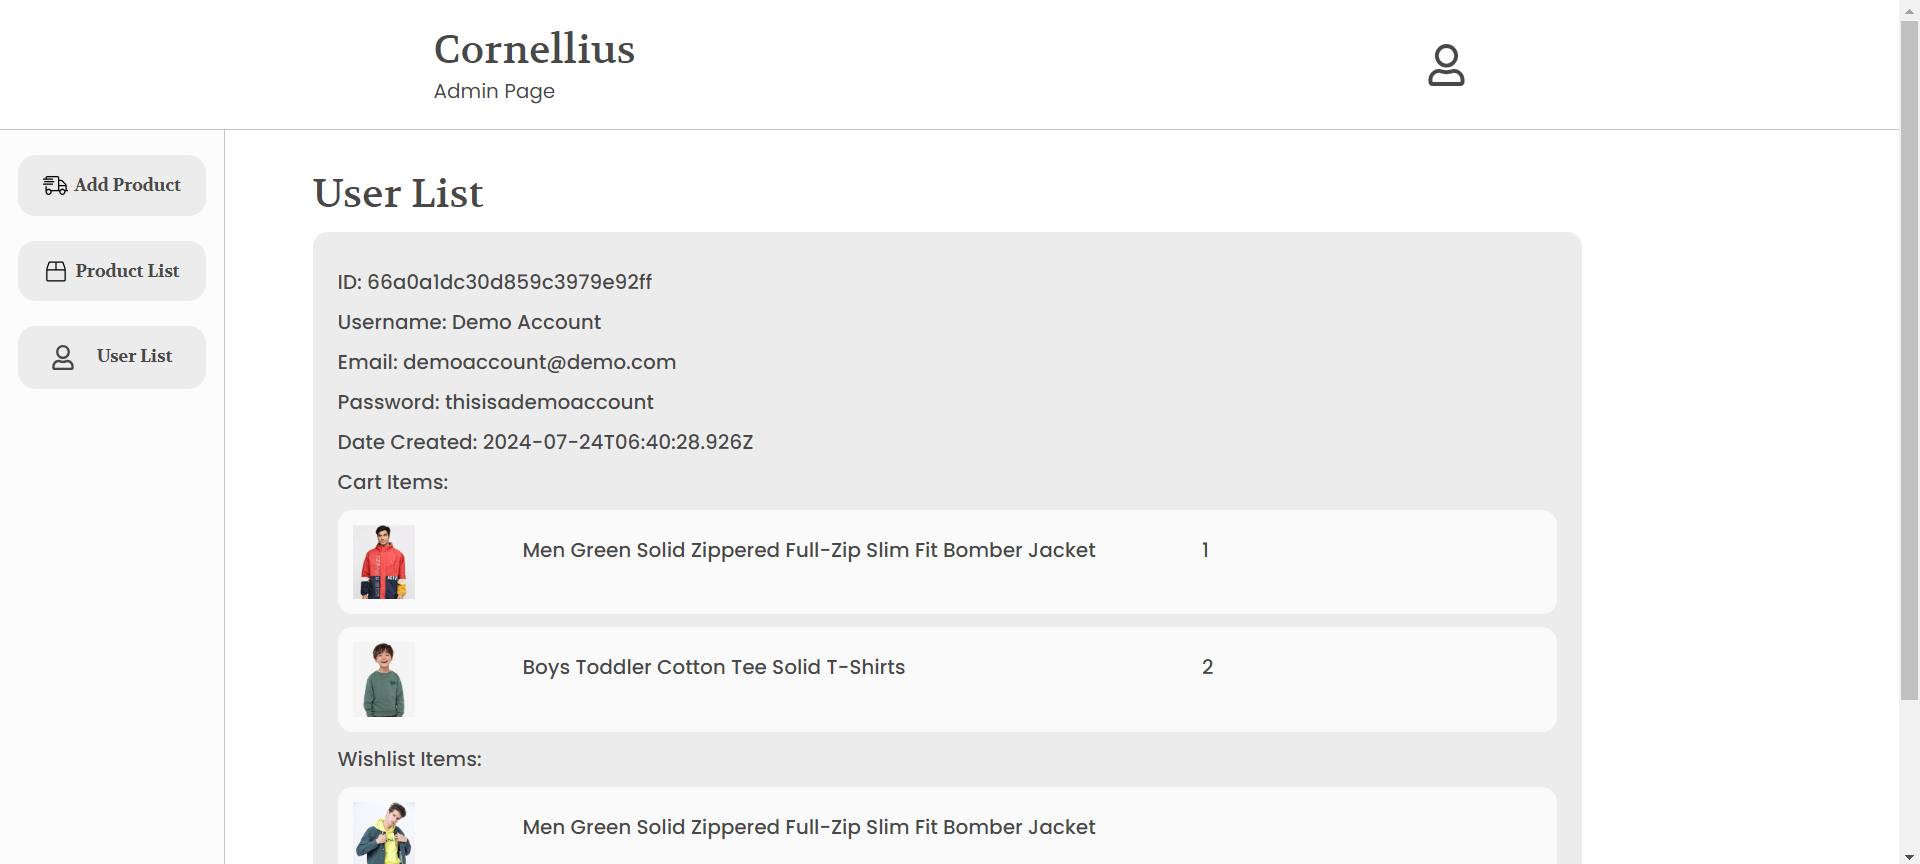 Cornellius
Admin Page
Add Product
Product List
User List
User List
ID: 66a0a1dc30d859c3979e92ff
Username: Demo Account
Email: demoaccount@demo.com
Password: thisisademoaccount
Date Created: 2024-07-24T06:40:28.926Z
Cart Items:
Men Green Solid Zippered Full-Zip Slim Fit Bomber Jacket 1
Boys Toddler Cotton Tee Solid T-Shirts 2
Wishlist Items:
Men Green Solid Zippered Full-Zip Slim Fit Bomber Jacket